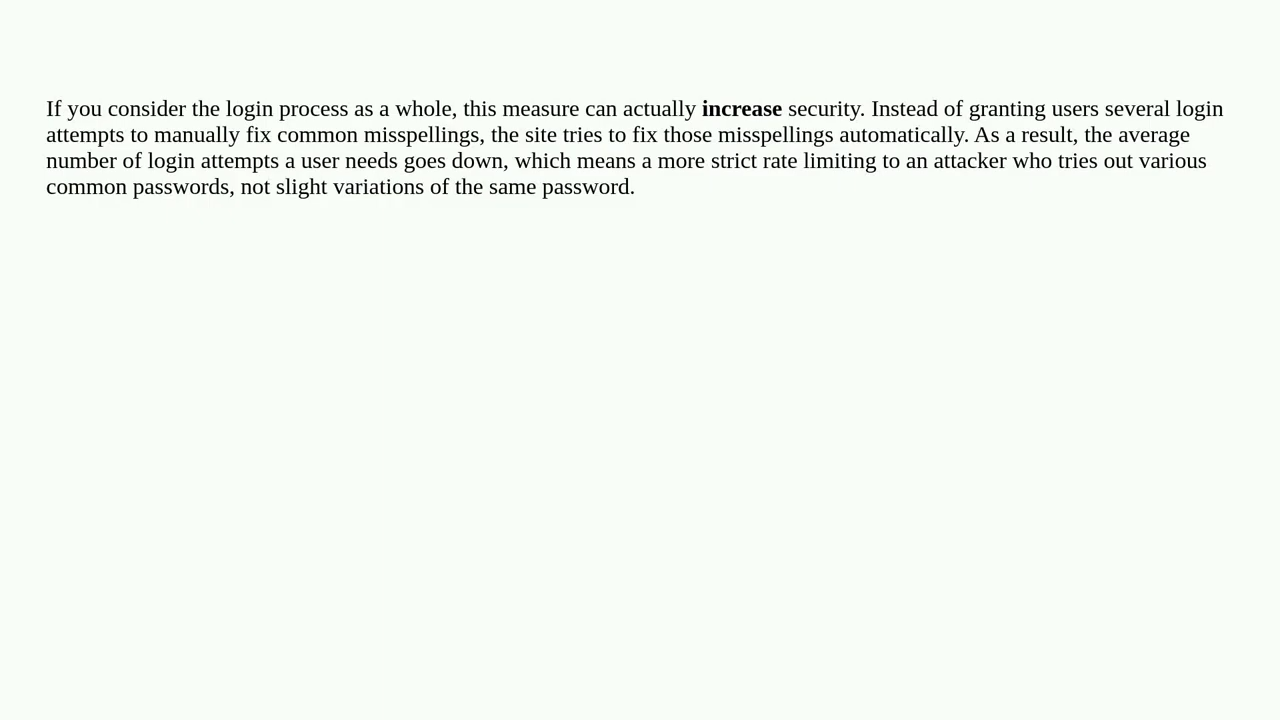 If you consider the login process as a whole, this measure can actually increase security. Instead of granting users several login
attempts to manually fix common misspellings, the site tries to fix those misspellings automatically. As a result, the average
number of login attempts a user needs goes down, which means a more strict rate limiting to an attacker who tries out various
common passwords, not slight variations of the same password.